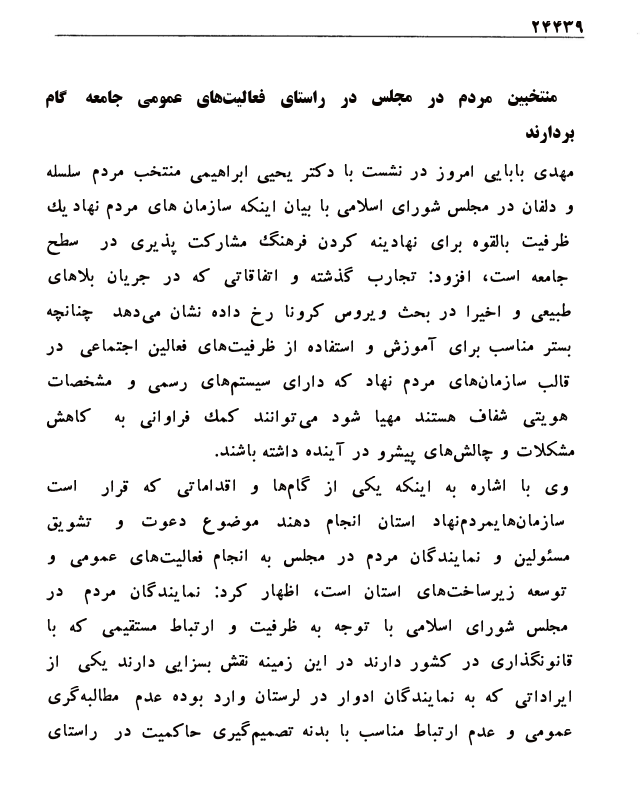 ۲۴۴۳۹
منتخبین مردم در مجلس در راستای فعالیت‌های عمومی جامعه گام
بردارند
مهدی بابایی امروز در نشست با دکتر یحیی ابراهیمی منتخب مردم سلسله
و دلفان در مجلس شورای اسلامی با بیان اینکه سازمان های مردم نهاد یك
ظرفیت بالقوه برای نهادینه کردن فرهنگ مشارکت پذیری در سطح
جامعه است، افزود: تجارب گذشته و اتفاقاتی که در جریان بلاهای
طبیعی و اخیرا در بحث ویروس کرونا رخ داده نشان می‌دهد چنانچه
بستر مناسب برای آموزش و استفاده از ظرفیت‌های فعالین اجتماعی در
قالب سازمان‌های مردم نهاد که دارای سیستم‌های رسمی و مشخصات
هویتی شفاف هستند مهیا شود می‌توانند کمك فراوانی به کاهش
مشکلات و چالش‌های پیشرو در آینده داشته باشند.
وی با اشاره به اینکه یکی از گام‌ها و اقداماتی که قرار است
سازمان‌هایمردم‌نهاد استان انجام دهند موضوع دعوت و تشویق
مسئولین و نمایندگان مردم در مجلس به انجام فعالیت‌های عمومی و
توسعه زیرساخت‌های استان است، اظهار کرد: نمایندگان مردم در
مجلس شورای اسلامی با توجه به ظرفیت و ارتباط مستقیمی که با
قانونگذاری در کشور دارند در این زمینه نقش بسزایی دارند یکی از
ایراداتی که به نمایندگان ادوار در لرستان وارد بوده عدم مطالبه‌گری
عمومی و عدم ارتباط مناسب با بدنه تصمیم‌گیری حاکمیت در راستای